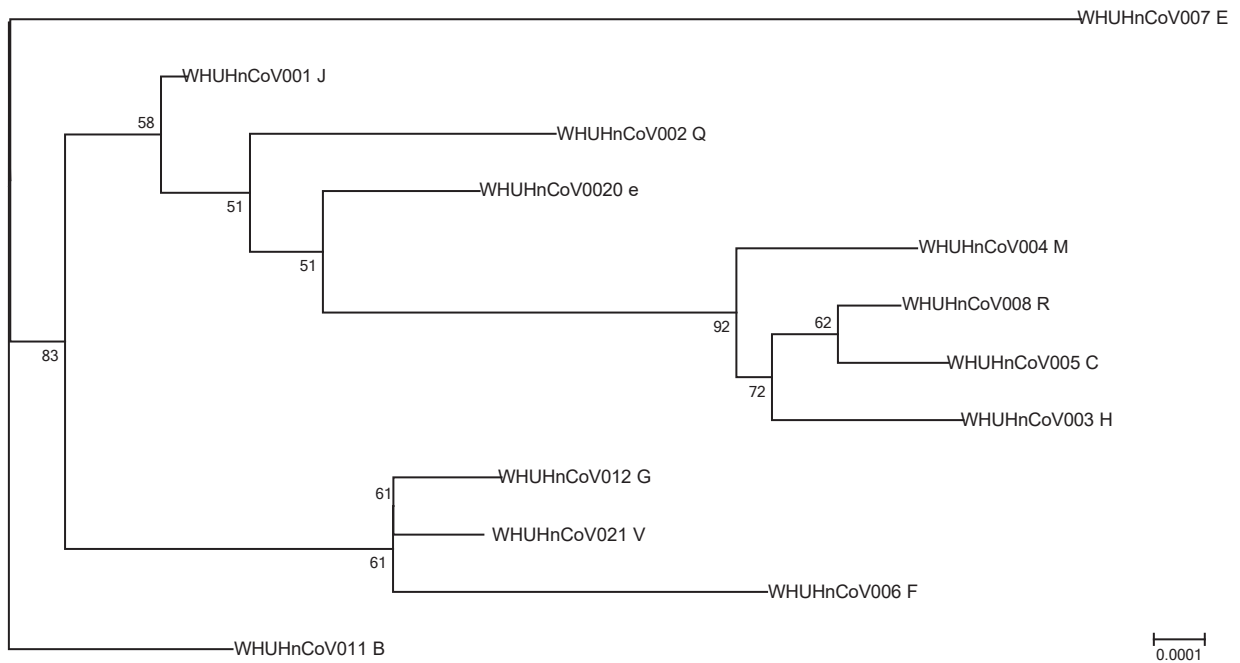 WHUHnCoV007 E
WHUHnCoV001 J
58
WHUHnCoV002 Q
WHUHnCoV0020 e
51
WHUHnCoV004 M
51
WHUHnCoV008 R
92
62
83
WHUHnCoV005 C
72
WHUHnCoV003 H
WHUHnCoV012 G
61
WHUHnCoV021 V
61
WHUHnCoV006 F
WHUHnCoV011 B
0.0001